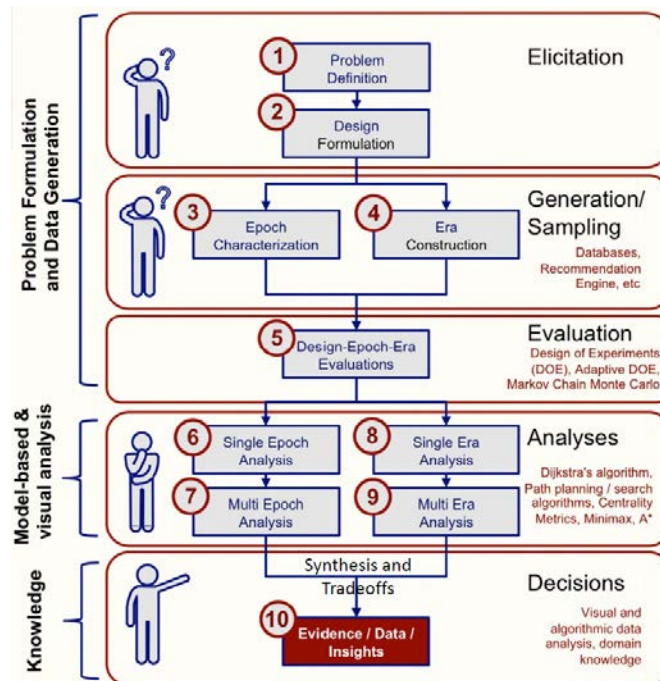 Problem Formulation
and Data Generation
?
1
Problem
Definition
2
Design
Formulation
Elicitation
?
3
Epoch
Characterization
4
Era
Construction
Generation/
Sampling
Databases,
Recommendation
Engine, etc
5
Design-Epoch-Era
Evaluations
Evaluation
Design of Experiments
(DOE), Adaptive DOE,
Markov Chain Monte Carlo
Model-based &
visual analysis
6
Single Epoch
Analysis
8
Single Era
Analysis
7
Multi Epoch
Analysis
9
Multi Era
Analysis
Analyses
Dijkstra's algorithm,
Path planning / search
algorithms, Centrality
Metrics, Minimax, A*
Knowledge
Synthesis and
Tradeoffs
10
Evidence / Data /
Insights
Decisions
Visual and
algorithmic data
analysis, domain
knowledge